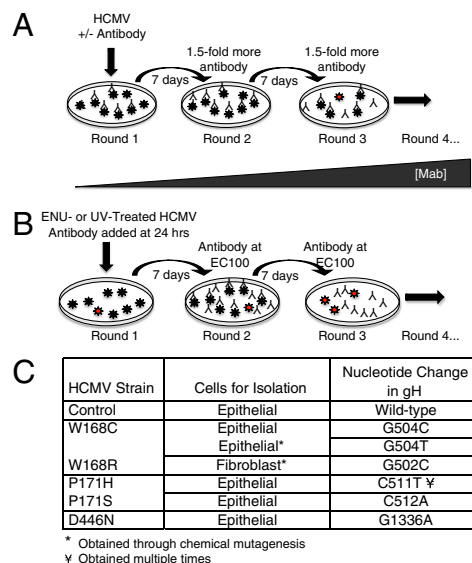 A
HCMV
+/- Antibody
1.5-fold more
antibody
1.5-fold more
antibody
7 days
7 days
Round 1
Round 2
Round 3
Round 4...
[Mab]
B
ENU- or UV-Treated HCMV
Antibody added at 24 hrs
Antibody at
EC100
Antibody at
EC100
7 days
7 days
Round 1
Round 2
Round 3
Round 4...
C
HCMV Strain Cells for Isolation Nucleotide Change in gH
Control Epithelial Wild-type
W168C Epithelial G504C
Epithelial* G504T
W168R Fibroblast* G502C
P171H Epithelial C511T ¥
P171S Epithelial C512A
D446N Epithelial G1336A
* Obtained through chemical mutagenesis
¥ Obtained multiple times